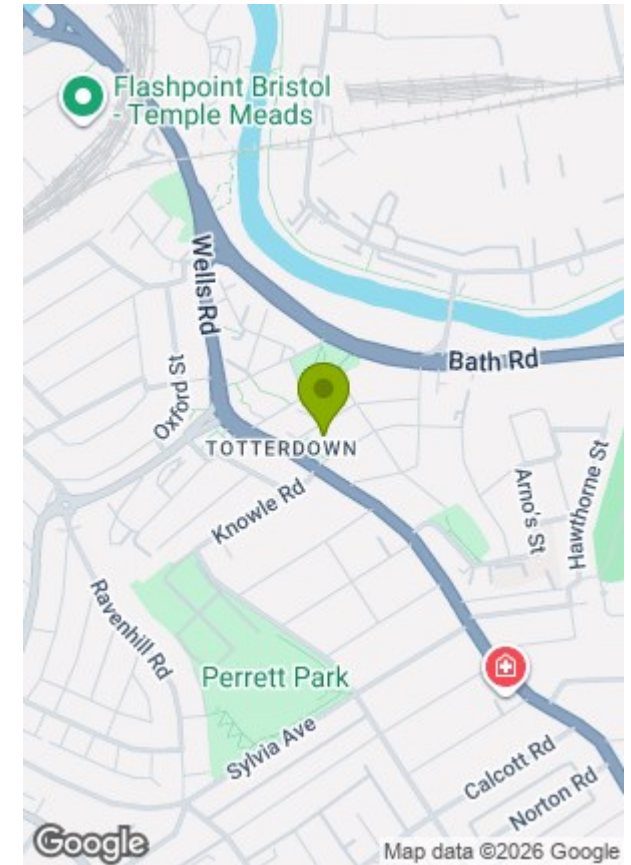 Flashpoint Bristol
- Temple Meads
Wells Rd
Bath Rd
Oxford St
TOTTERDOWN
Knowle Rd
Arno's St
Hawthorne St
Ravenhill Rd
Perrett Park
Sylvia Ave
Calcott Rd
Norton Rd
Google
Map data ©2026 Google